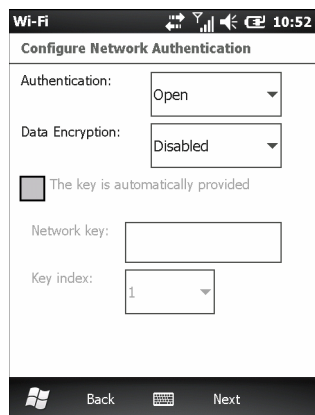 Wi-Fi 10:52
Configure Network Authentication
Authentication:
Open
Data Encryption:
Disabled
The key is automatically provided
Network key:
Key index:
1
Back Next